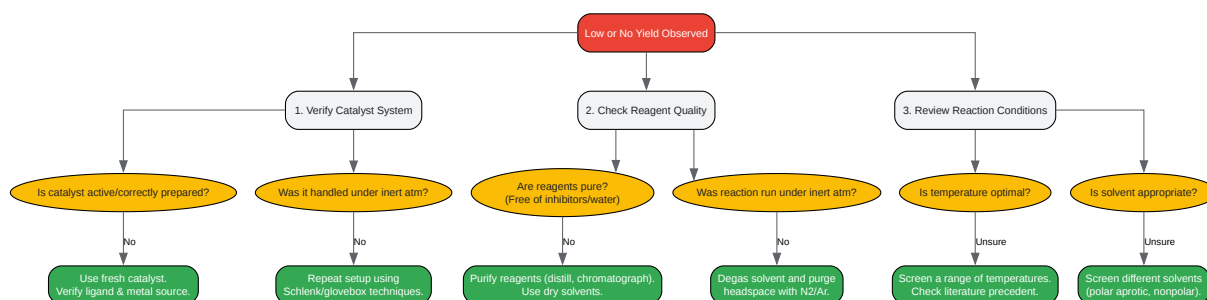 Low or No Yield Observed
1. Verify Catalyst System
2. Check Reagent Quality
3. Review Reaction Conditions
Is catalyst active/correctly prepared?
Was it handled under inert atm?
Are reagents pure?
(Free of inhibitors/water)
Was reaction run under inert atm?
Is temperature optimal?
Is solvent appropriate?
No
No
No
No
Unsure
Unsure
Use fresh catalyst.
Verify ligand & metal source.
Repeat setup using
Schlenk/glovebox techniques.
Purify reagents (distill, chromatograph).
Use dry solvents.
Degas solvent and purge
headspace with N2/Ar.
Screen a range of temperatures.
Check literature precedent.
Screen different solvents
(polar aprotic, nonpolar).